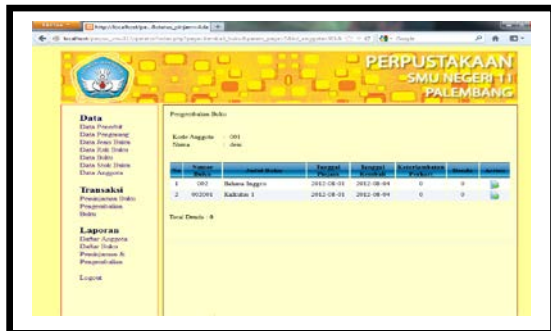 PERPUSTAKAAN
SMU NEGERI 11
PALEMBANG
Data
Data Penerbit
Data Pengarang
Data Jenis Buku
Data Rak Buku
Data Buku
Data Stok Buku
Data Anggota
Transaksi
Peminjaman Buku
Pengembalian
Buku
Laporan
Daftar Anggota
Daftar Buku
Peminjaman &
Pengembalian
Logout
Pengembalian Buku
Kode Anggota : 001
Nama : deni
No Nomor Buku Judul Buku Tanggal Pinjam Tanggal Kembali Keterlambatan Perhari Denda Action
1 002 Bahasa Inggris 2012-08-01 2012-08-04 0 0
2 002001 Kalkulus 1 2012-08-01 2012-08-04 0 0
Total Denda : 0